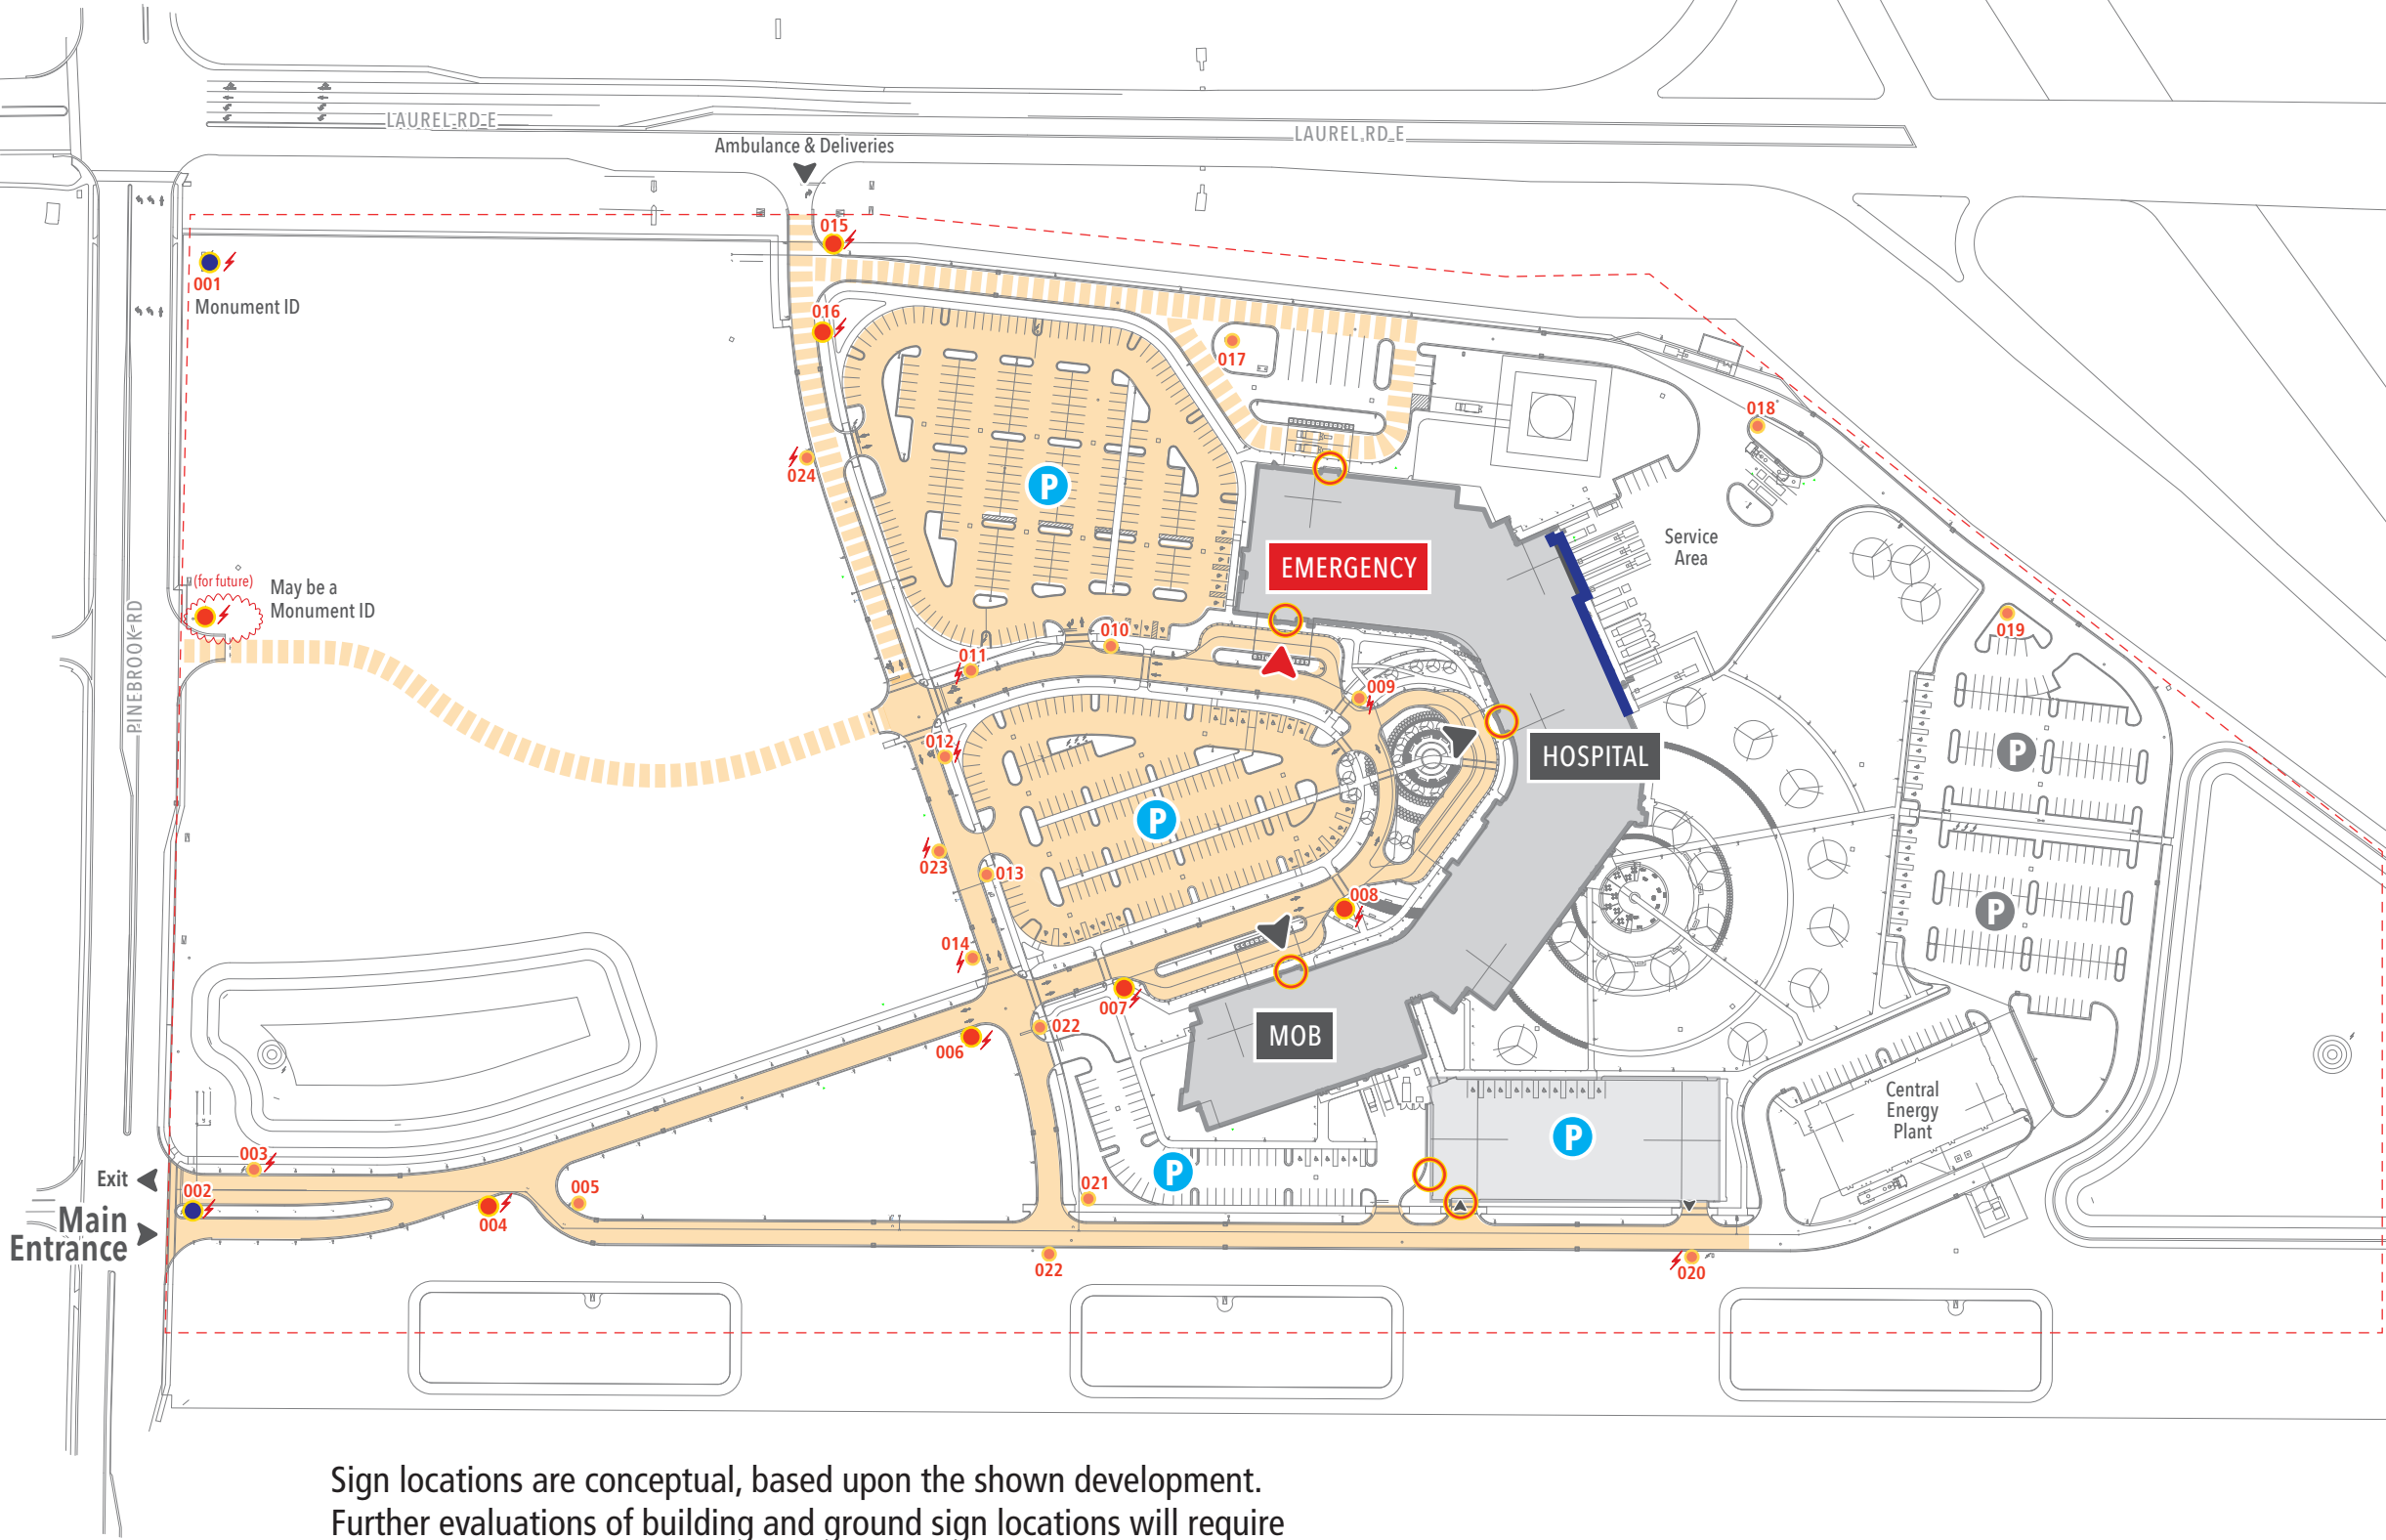 LAUREL RD E
LAUREL RD E
Ambulance & Deliveries
015
001
Monument ID
016
017
018
024
P
Service
Area
EMERGENCY
(for future)
May be a
Monument ID
PINEBROOK RD
010
011
009
019
012
HOSPITAL
P
P
023
013
008
P
014
007
022
006
MOB
Central
Energy
Plant
P
003
Exit
002
Main
Entrance
004
005
P
021
022
020
Sign locations are conceptual, based upon the shown development.
Further evaluations of building and ground sign locations will require